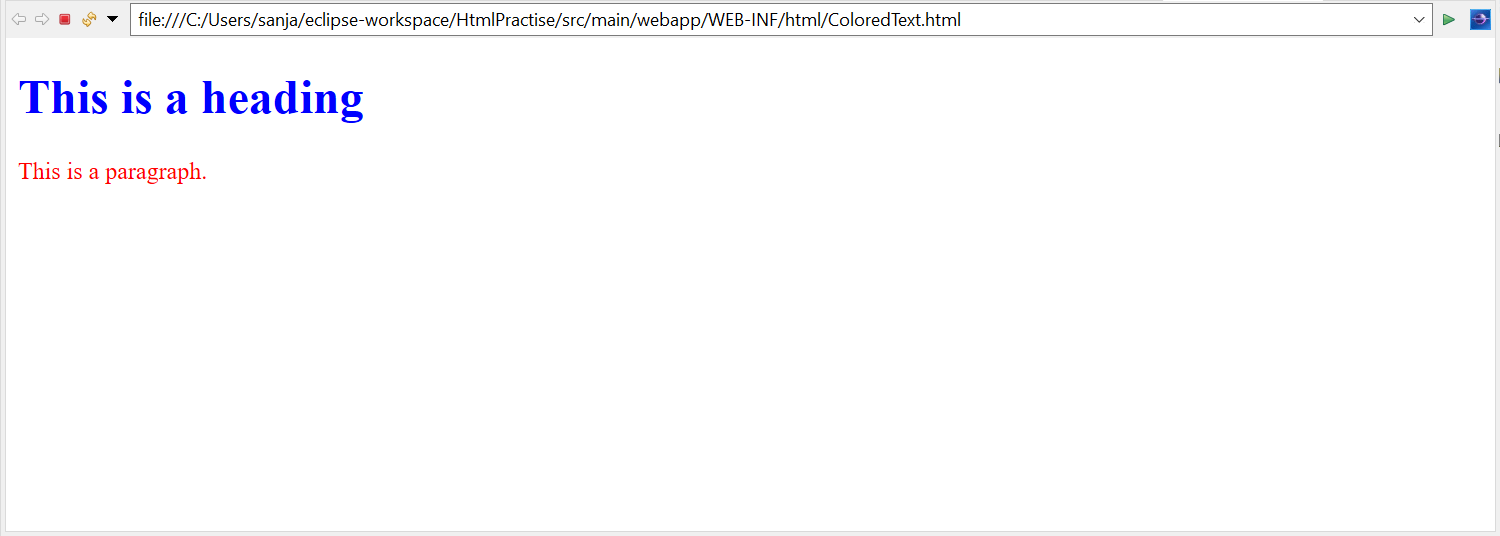 file:///C:/Users/sanja/eclipse-workspace/HtmlPractise/src/main/webapp/WEB-INF/html/ColoredText.html
This is a heading
This is a paragraph.